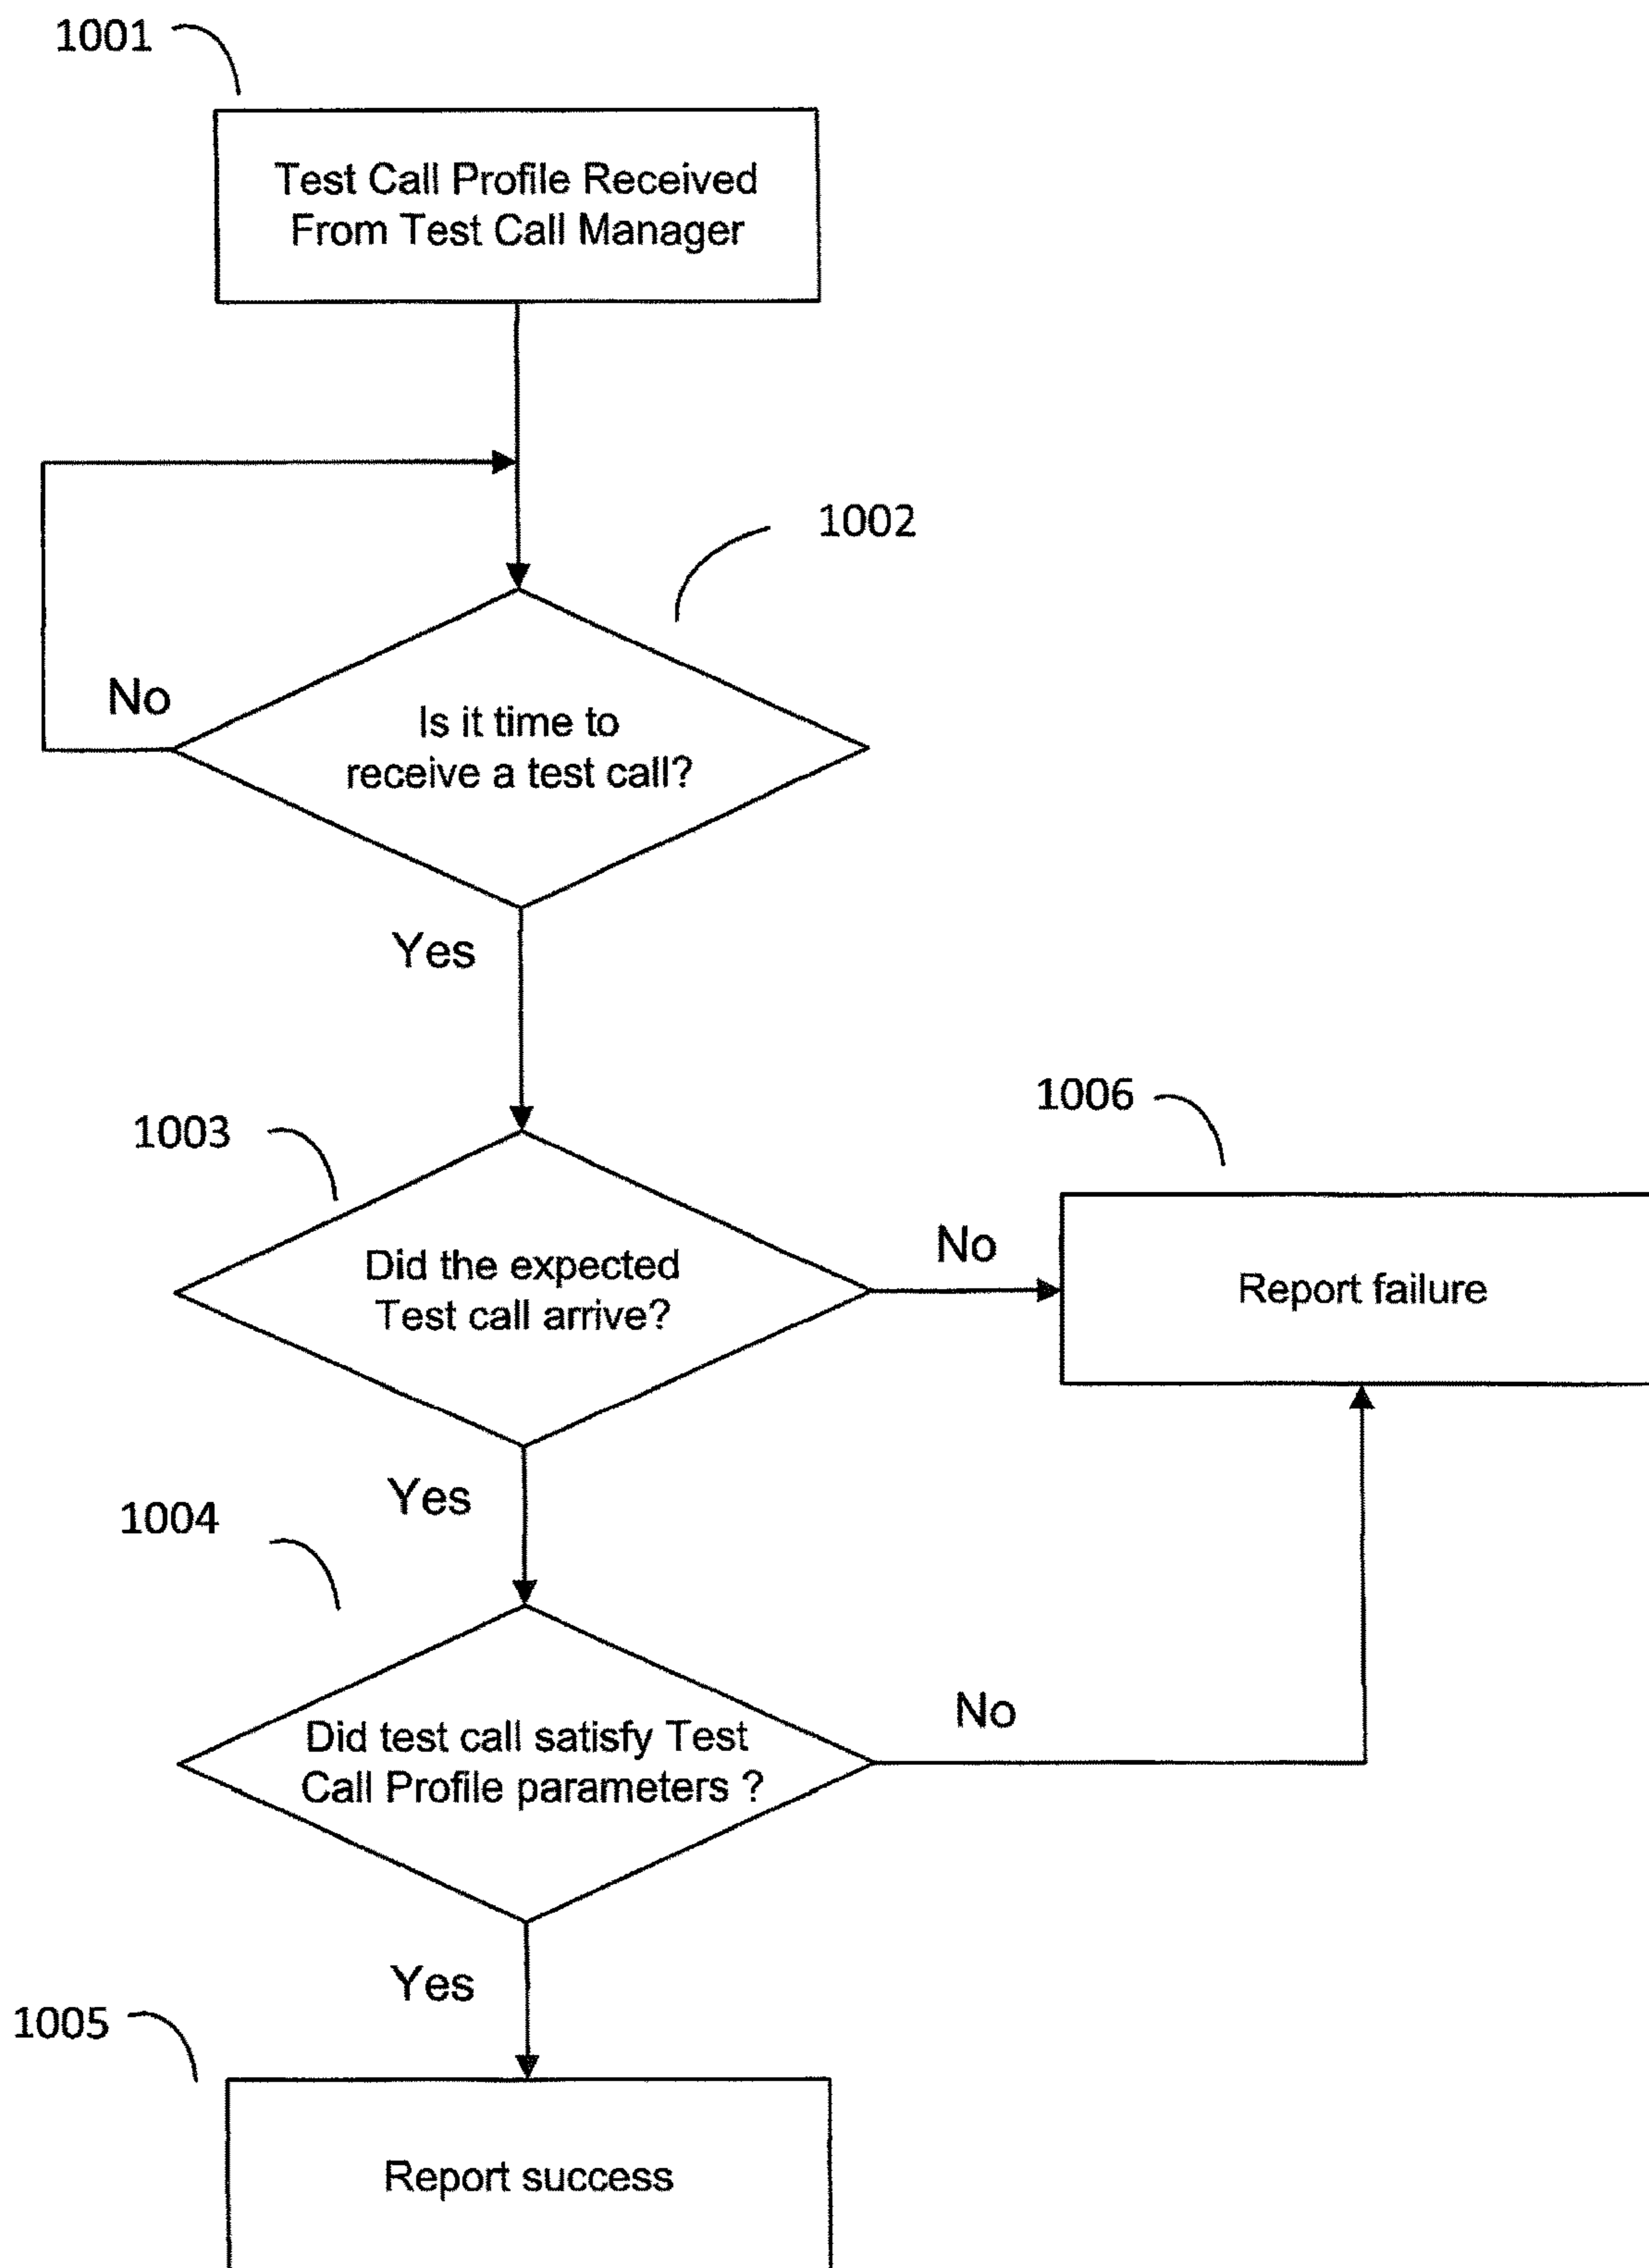 1001
Test Call Profile Received
From Test Call Manager
1002
No
Is it time to
receive a test call?
Yes
1003
1006
Did the expected
Test call arrive?
No
Report failure
Yes
1004
Did test call satisfy Test
Call Profile parameters ?
No
Yes
1005
Report success